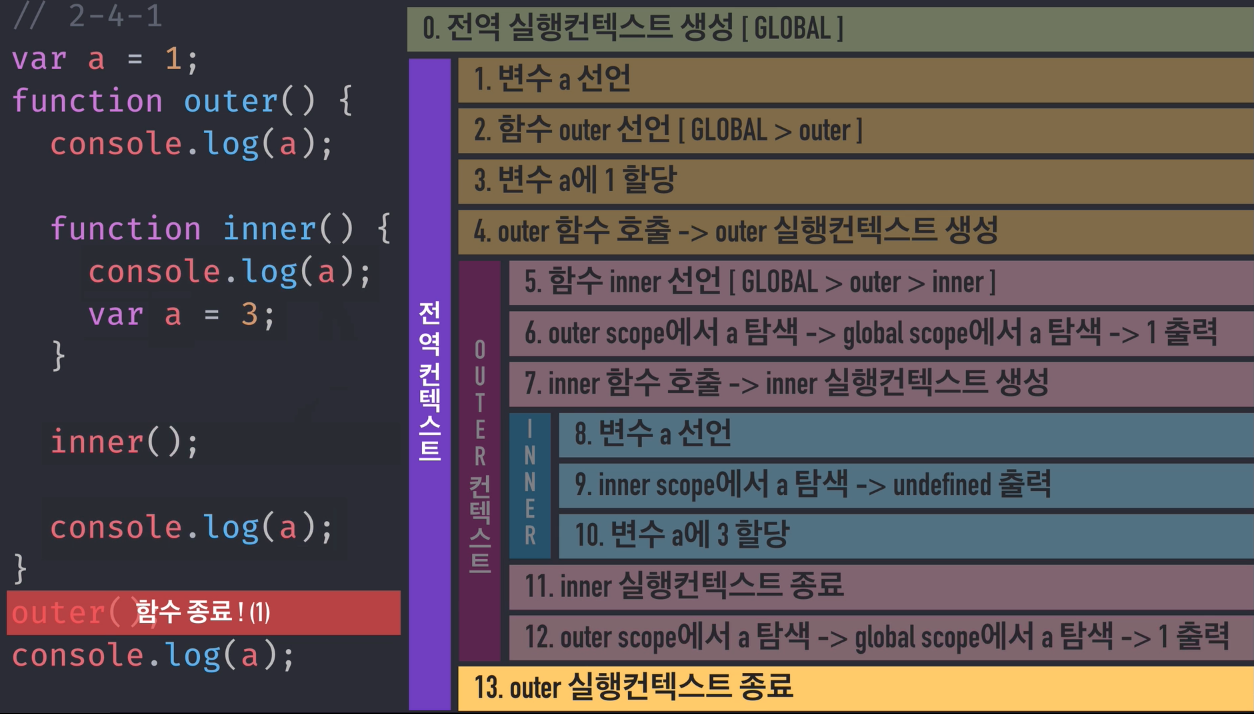 // 2-4-1
var a = 1;
function outer() {
console.log(a);
function inner() {
console.log(a);
var a = 3;
}
inner();
console.log(a);
}
outer();
함수 종료 ! (1)
console.log(a);
0. 전역 실행컨텍스트 생성 [ GLOBAL ]
전역 컨텍스트
1. 변수 a 선언
2. 함수 outer 선언 [ GLOBAL > outer ]
3. 변수 a에 1 할당
4. outer 함수 호출 -> outer 실행컨텍스트 생성
OUTER 컨텍스트
5. 함수 inner 선언 [ GLOBAL > outer > inner ]
6. outer scope에서 a 탐색 -> global scope에서 a 탐색 -> 1 출력
7. inner 함수 호출 -> inner 실행컨텍스트 생성
INNER
8. 변수 a 선언
9. inner scope에서 a 탐색 -> undefined 출력
10. 변수 a에 3 할당
11. inner 실행컨텍스트 종료
12. outer scope에서 a 탐색 -> global scope에서 a 탐색 -> 1 출력
13. outer 실행컨텍스트 종료